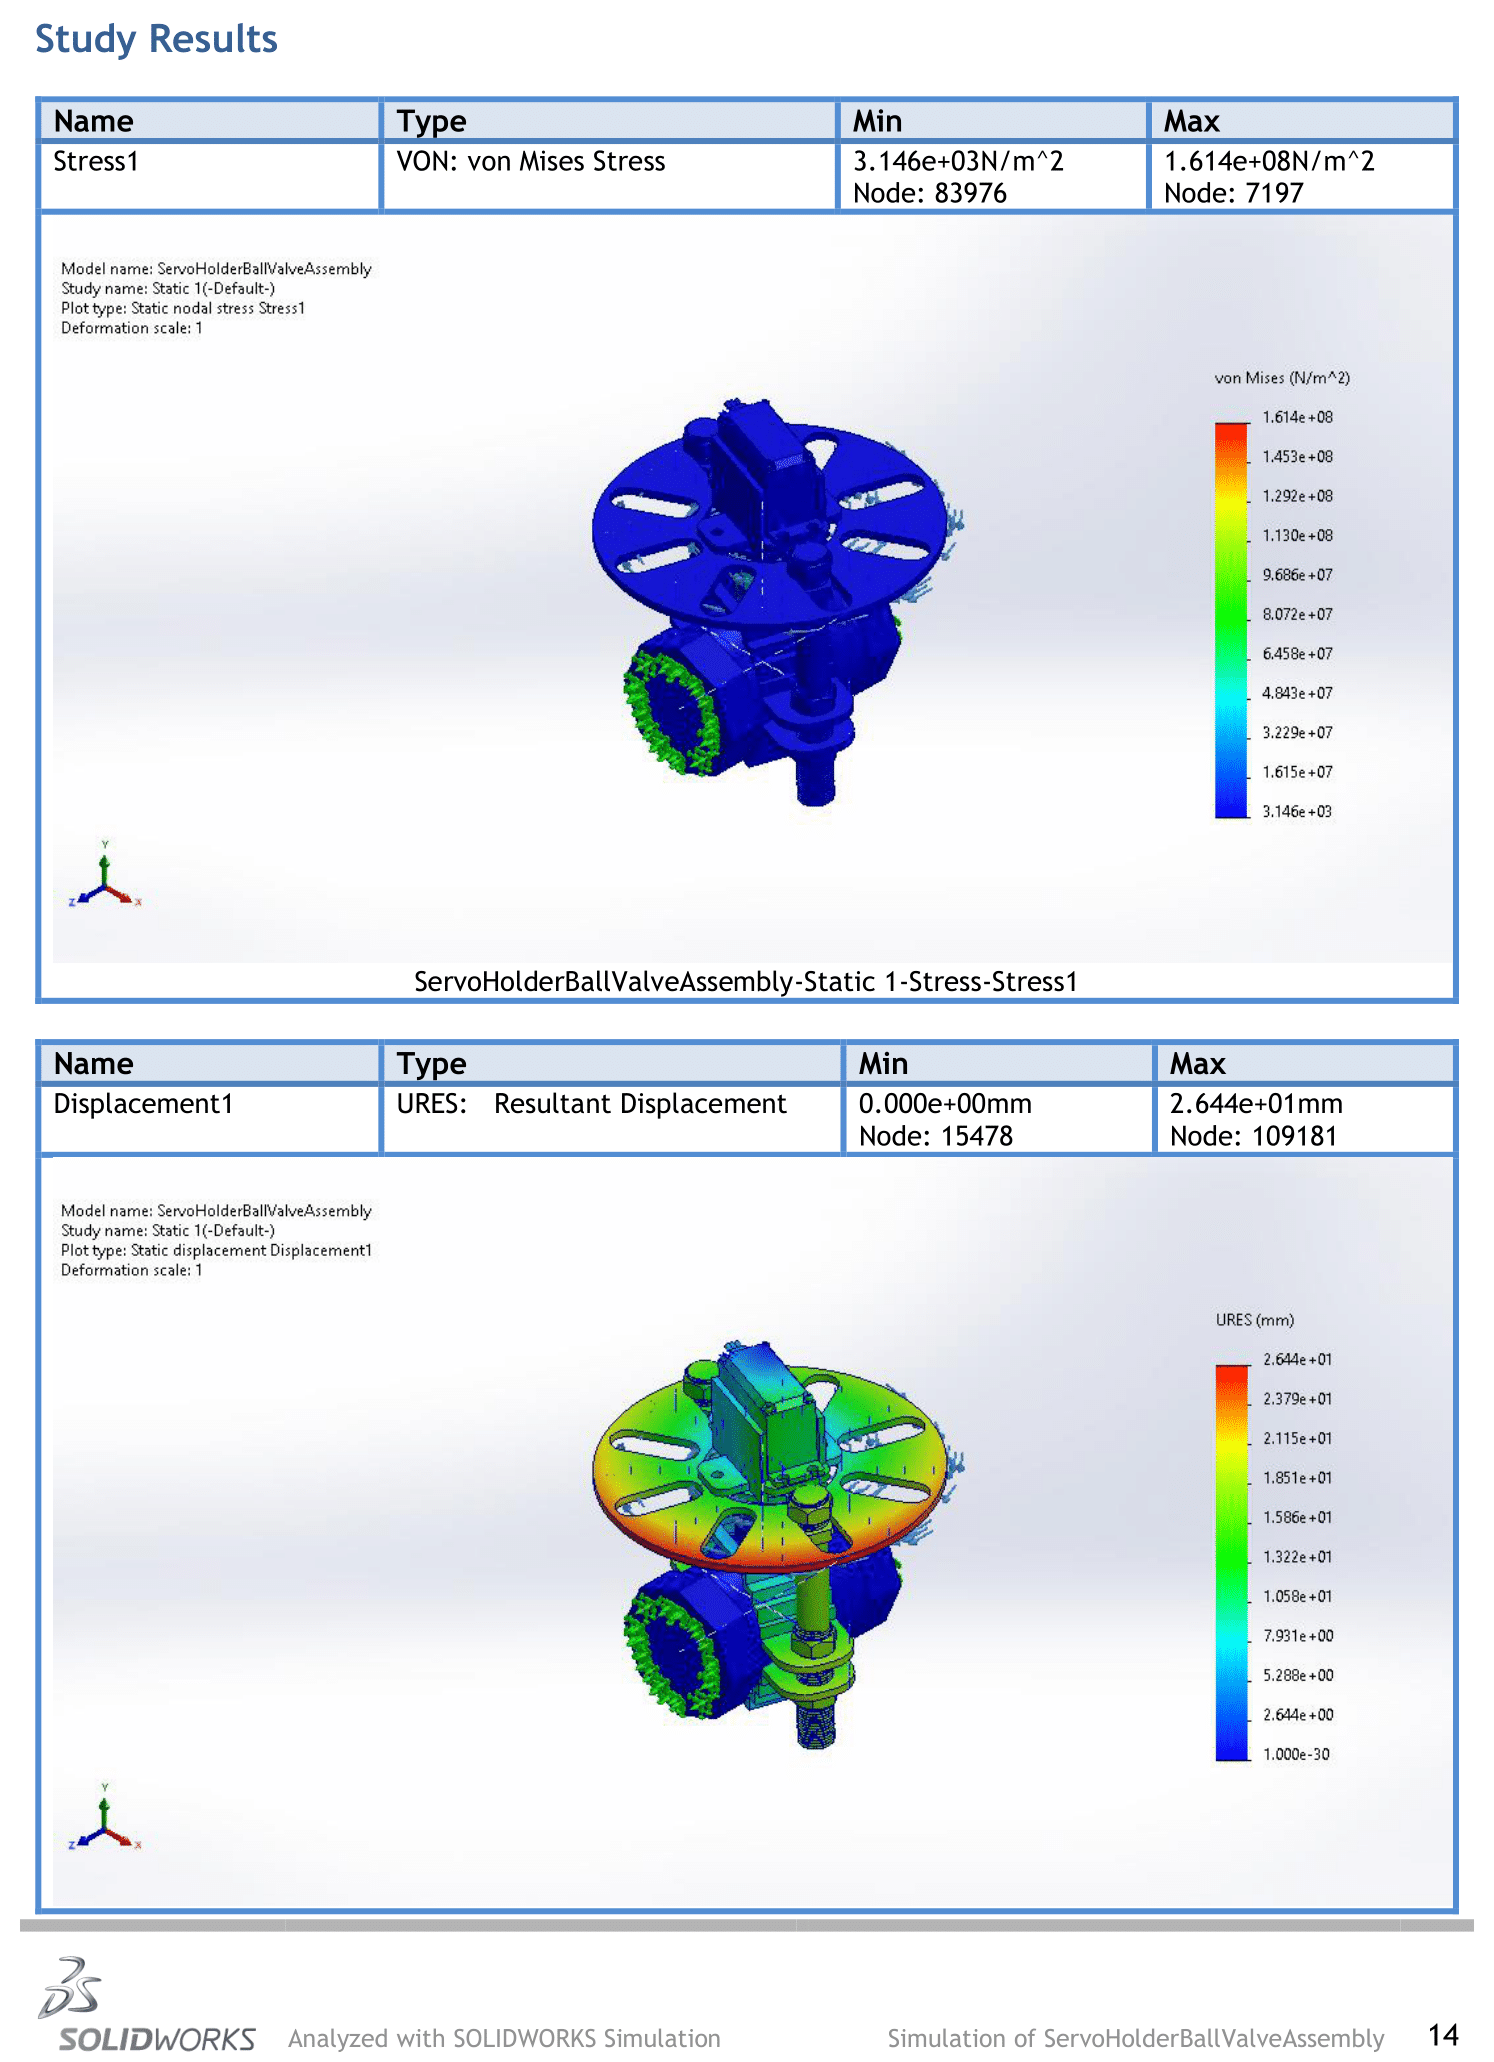 Study Results
Name Type Min Max
Stress1 VON: von Mises Stress 3.146e+03N/m^2 1.614e+08N/m^2
Node: 83976 Node: 7197
Model name: ServoHolderBallValveAssembly
Study name: Static 1(-Default-)
Plot type: Static nodal stress Stress1
Deformation scale: 1
von Mises (N/m^2)
1.614e+08
1.453e+08
1.292e+08
1.130e+08
9.686e+07
8.072e+07
6.458e+07
4.843e+07
3.229e+07
1.615e+07
3.146e+03
Y
Z X
ServoHolderBallValveAssembly-Static 1-Stress-Stress1
Name Type Min Max
Displacement1 URES: Resultant Displacement 0.000e+00mm 2.644e+01mm
Node: 15478 Node: 109181
Model name: ServoHolderBallValveAssembly
Study name: Static 1(-Default-)
Plot type: Static displacement Displacement1
Deformation scale: 1
URES (mm)
2.644e+01
2.379e+01
2.115e+01
1.851e+01
1.586e+01
1.322e+01
1.058e+01
7.931e+00
5.288e+00
2.644e+00
1.000e-30
Y
Z X
SOLIDWORKS Analyzed with SOLIDWORKS Simulation Simulation of ServoHolderBallValveAssembly 14